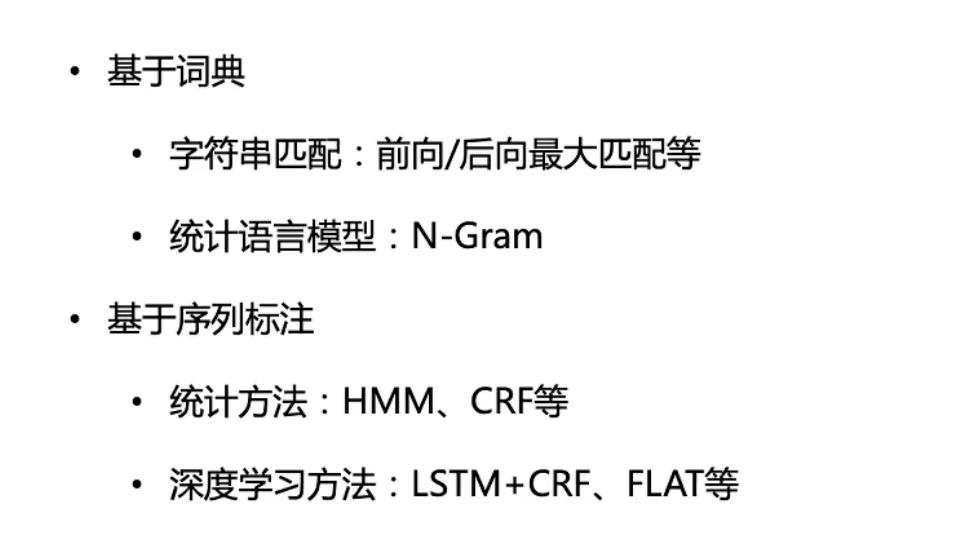 • 基于词典
• 字符串匹配：前向/后向最大匹配等
• 统计语言模型：N-Gram
• 基于序列标注
• 统计方法：HMM、CRF等
• 深度学习方法：LSTM+CRF、FLAT等